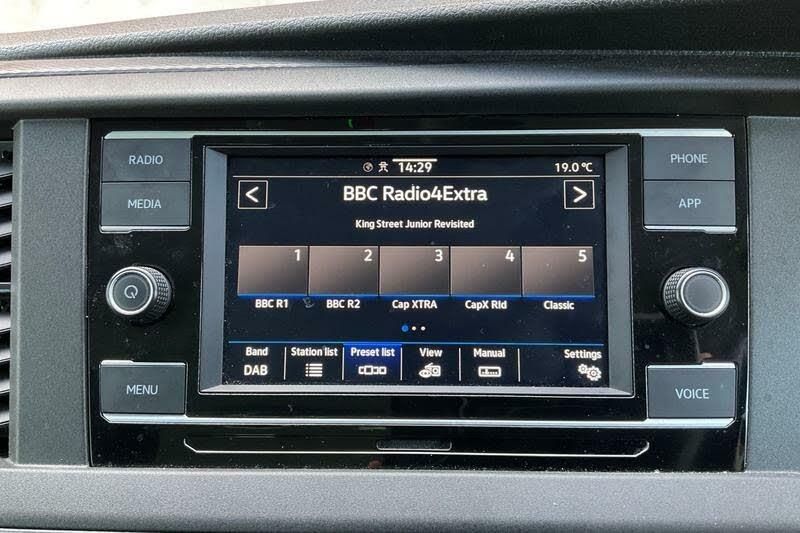 RADIO
MEDIA
MENU
14:29
19.0 °C
<
BBC Radio4Extra
>
King Street Junior Revisited
1
2
3
4
5
BBC R1
BBC R2
Cap XTRA
CapX Rld
Classic
Band
DAB
Station list
Preset list
View
Manual
Settings
PHONE
APP
VOICE